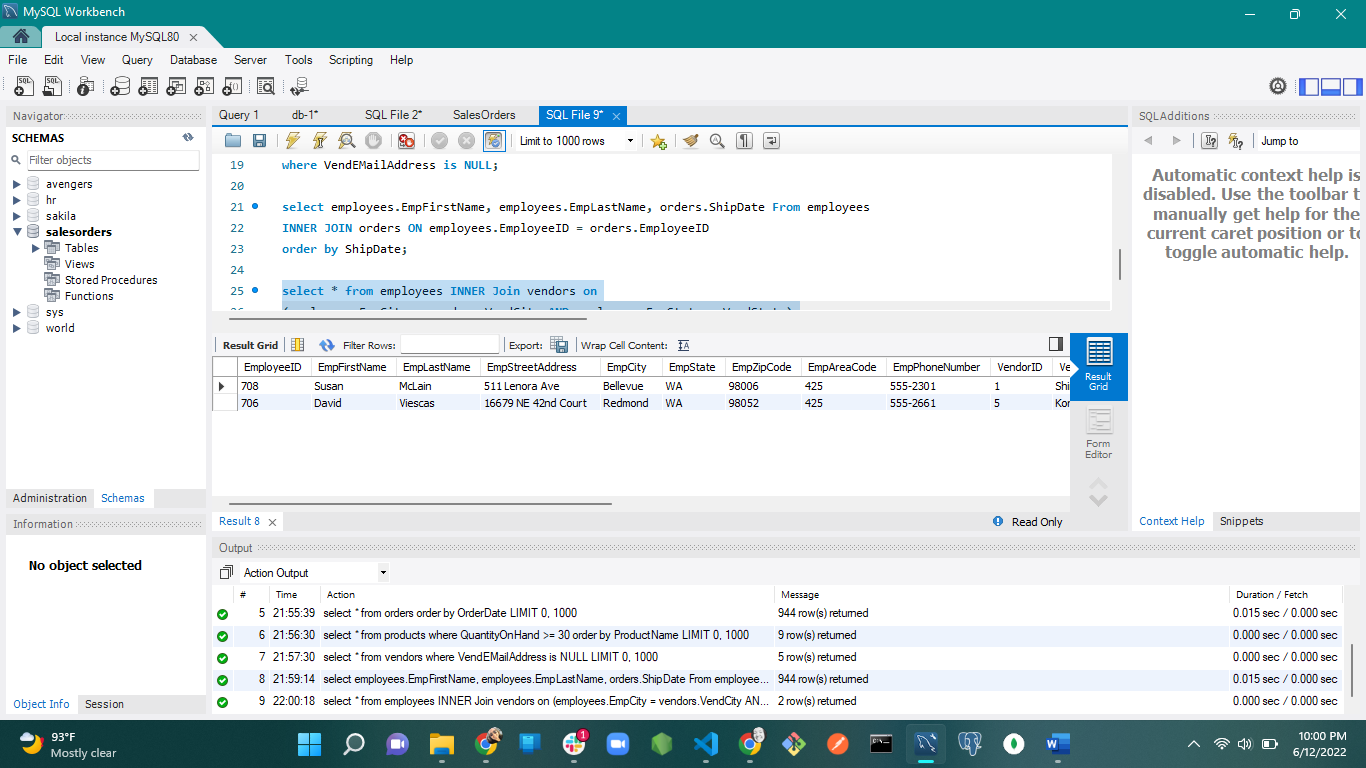 MySQL Workbench
Local instance MySQL80
File Edit View Query Database Server Tools Scripting Help
Navigator
SCHEMAS
Filter objects
avengers
hr
sakila
salesorders
Tables
Views
Stored Procedures
Functions
sys
world
Administration Schemas
Information
No object selected
Object Info Session
Query 1 db-1* SQL File 2* SalesOrders SQL File 9*
Limit to 1000 rows
19 where VendEMailAddress is NULL;
20
21 select employees.EmpFirstName, employees.EmpLastName, orders.ShipDate From employees
22 INNER JOIN orders ON employees.EmployeeID = orders.EmployeeID
23 order by ShipDate;
24
25 select * from employees INNER Join vendors on
Result Grid Filter Rows: Export: Wrap Cell Content:
EmployeeID EmpFirstName EmpLastName EmpStreetAddress EmpCity EmpState EmpZipCode EmpAreaCode EmpPhoneNumber VendorID Ve
708 Susan McLain 511 Lenora Ave Bellevue WA 98006 425 555-2301 1 Shi
706 David Viescas 16679 NE 42nd Court Redmond WA 98052 425 555-2661 5 Kor
Result
Grid
Form
Editor
Result 8 Read Only
Output
Action Output
# Time Action Message Duration / Fetch
5 21:55:39 select * from orders order by OrderDate LIMIT 0, 1000 944 row(s) returned 0.015 sec / 0.000 sec
6 21:56:30 select * from products where QuantityOnHand >= 30 order by ProductName LIMIT 0, 1000 9 row(s) returned 0.000 sec / 0.000 sec
7 21:57:30 select * from vendors where VendEMailAddress is NULL LIMIT 0, 1000 5 row(s) returned 0.000 sec / 0.000 sec
8 21:59:14 select employees.EmpFirstName, employees.EmpLastName, orders.ShipDate From employee... 944 row(s) returned 0.015 sec / 0.000 sec
9 22:00:18 select * from employees INNER Join vendors on (employees.EmpCity = vendors.VendCity AN... 2 row(s) returned 0.000 sec / 0.000 sec
SQLAdditions
Jump to
Automatic context help is
disabled. Use the toolbar t
manually get help for the
current caret position or to
toggle automatic help.
Context Help Snippets
93°F
Mostly clear
1
10:00 PM
6/12/2022